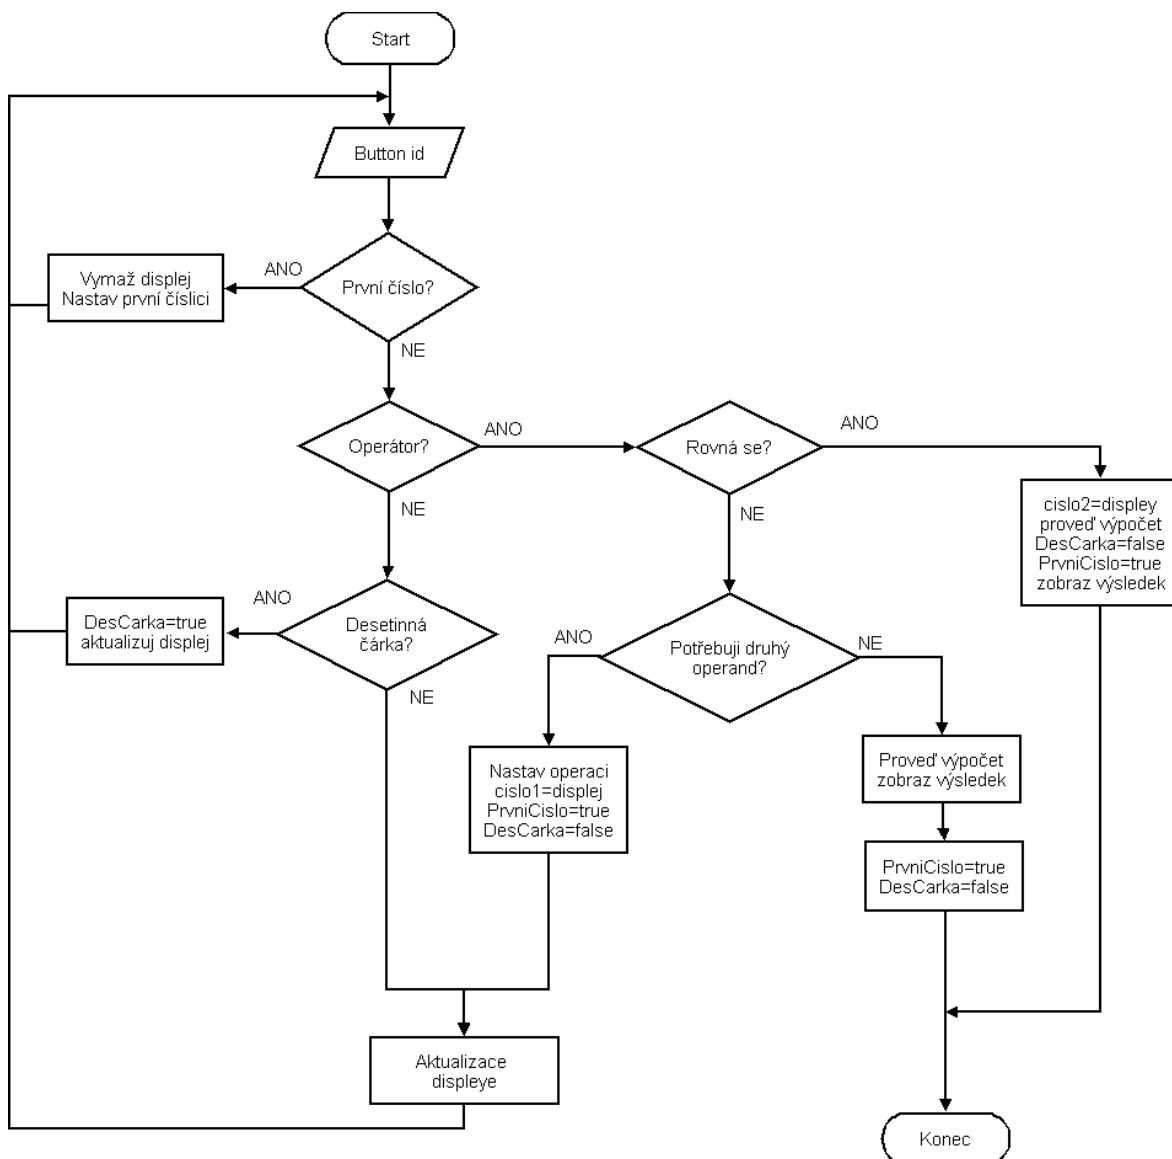 Start
Button id
První číslo?
ANO
Vymaž displej
Nastav první číslici
NE
Operátor?
ANO
Rovná se?
ANO
cislo2=displey
proveď výpočet
DesCarka=false
PrvniCislo=true
zobraz výsledek
NE
NE
Desetinná
čárka?
ANO
DesCarka=true
aktualizuj displej
NE
Potřebuji druhý
operand?
ANO
NE
Nastav operaci
cislo1=displej
PrvniCislo=true
DesCarka=false
Proveď výpočet
zobraz výsledek
PrvniCislo=true
DesCarka=false
Aktualizace
displeye
Konec